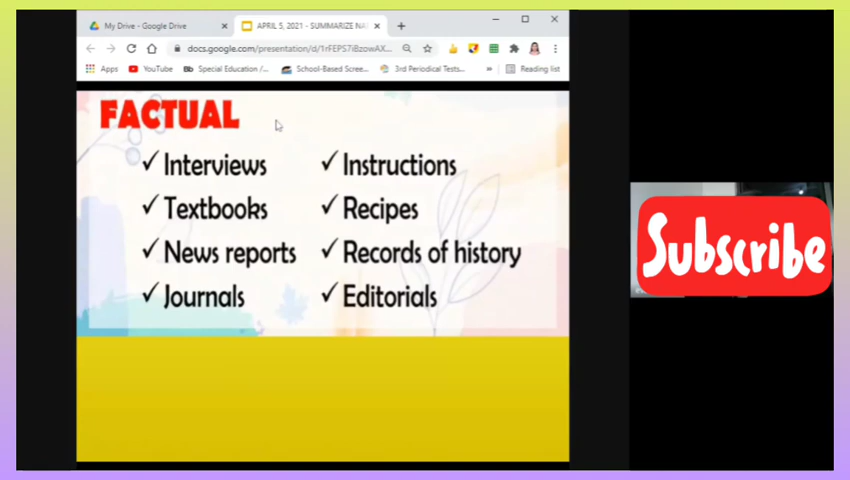 My Drive - Google Drive
APRIL 5, 2021 - SUMMARIZE NA
docs.google.com/presentation/d/1rFEPS7i8zowAX...
Apps
YouTube
Bb
Special Education /...
School-Based Scree...
3rd Periodical Tests...
»
Reading list
FACTUAL
✓ Interviews
✓ Textbooks
✓ News reports
✓ Journals
✓ Instructions
✓ Recipes
✓ Records of history
✓ Editorials
Subscribe